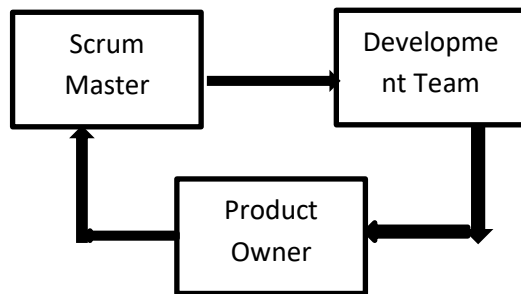 Scrum
Master
Developme
nt Team
Product
Owner